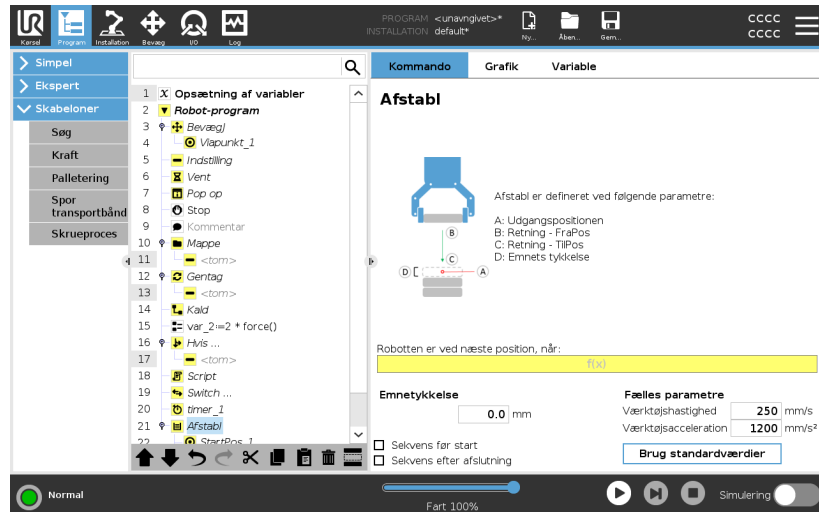 UR
Kørsel
Program
Installation
Bevæg
I/O
Log
PROGRAM <unavngivet>*
INSTALLATION default*
Ny...
Åben...
Gem...
CCCC
CCCC
Simpel
Ekspert
Skabeloner
Søg
Kraft
Palletering
Spor
transportbånd
Skrueproces
1 X Opsætning af variabler
2 Robot-program
3 BevægJ
4 Viapunkt_1
5 Indstilling
6 Vent
7 Pop op
8 Stop
9 Kommentar
10 Mappe
11 <tom>
12 Gentag
13 <tom>
14 Kald
15 var_2:=2 * force()
16 Hvis ...
17 <tom>
18 Script
19 Switch ...
20 timer_1
21 Afstabl
22 StartPos_1
Kommando
Grafik
Variable
Afstabl
B
C
D
A
Afstabl er defineret ved følgende parametre:
A: Udgangspositionen
B: Retning - FraPos
C: Retning - TilPos
D: Emnets tykkelse
Robotten er ved næste position, når:
f(x)
Emnetykkelse
0.0 mm
Sekvens før start
Sekvens efter afslutning
Fælles parametre
Værktøjshastighed 250 mm/s
Værktøjsacceleration 1200 mm/s²
Brug standardværdier
Normal
Fart 100%
Simulering